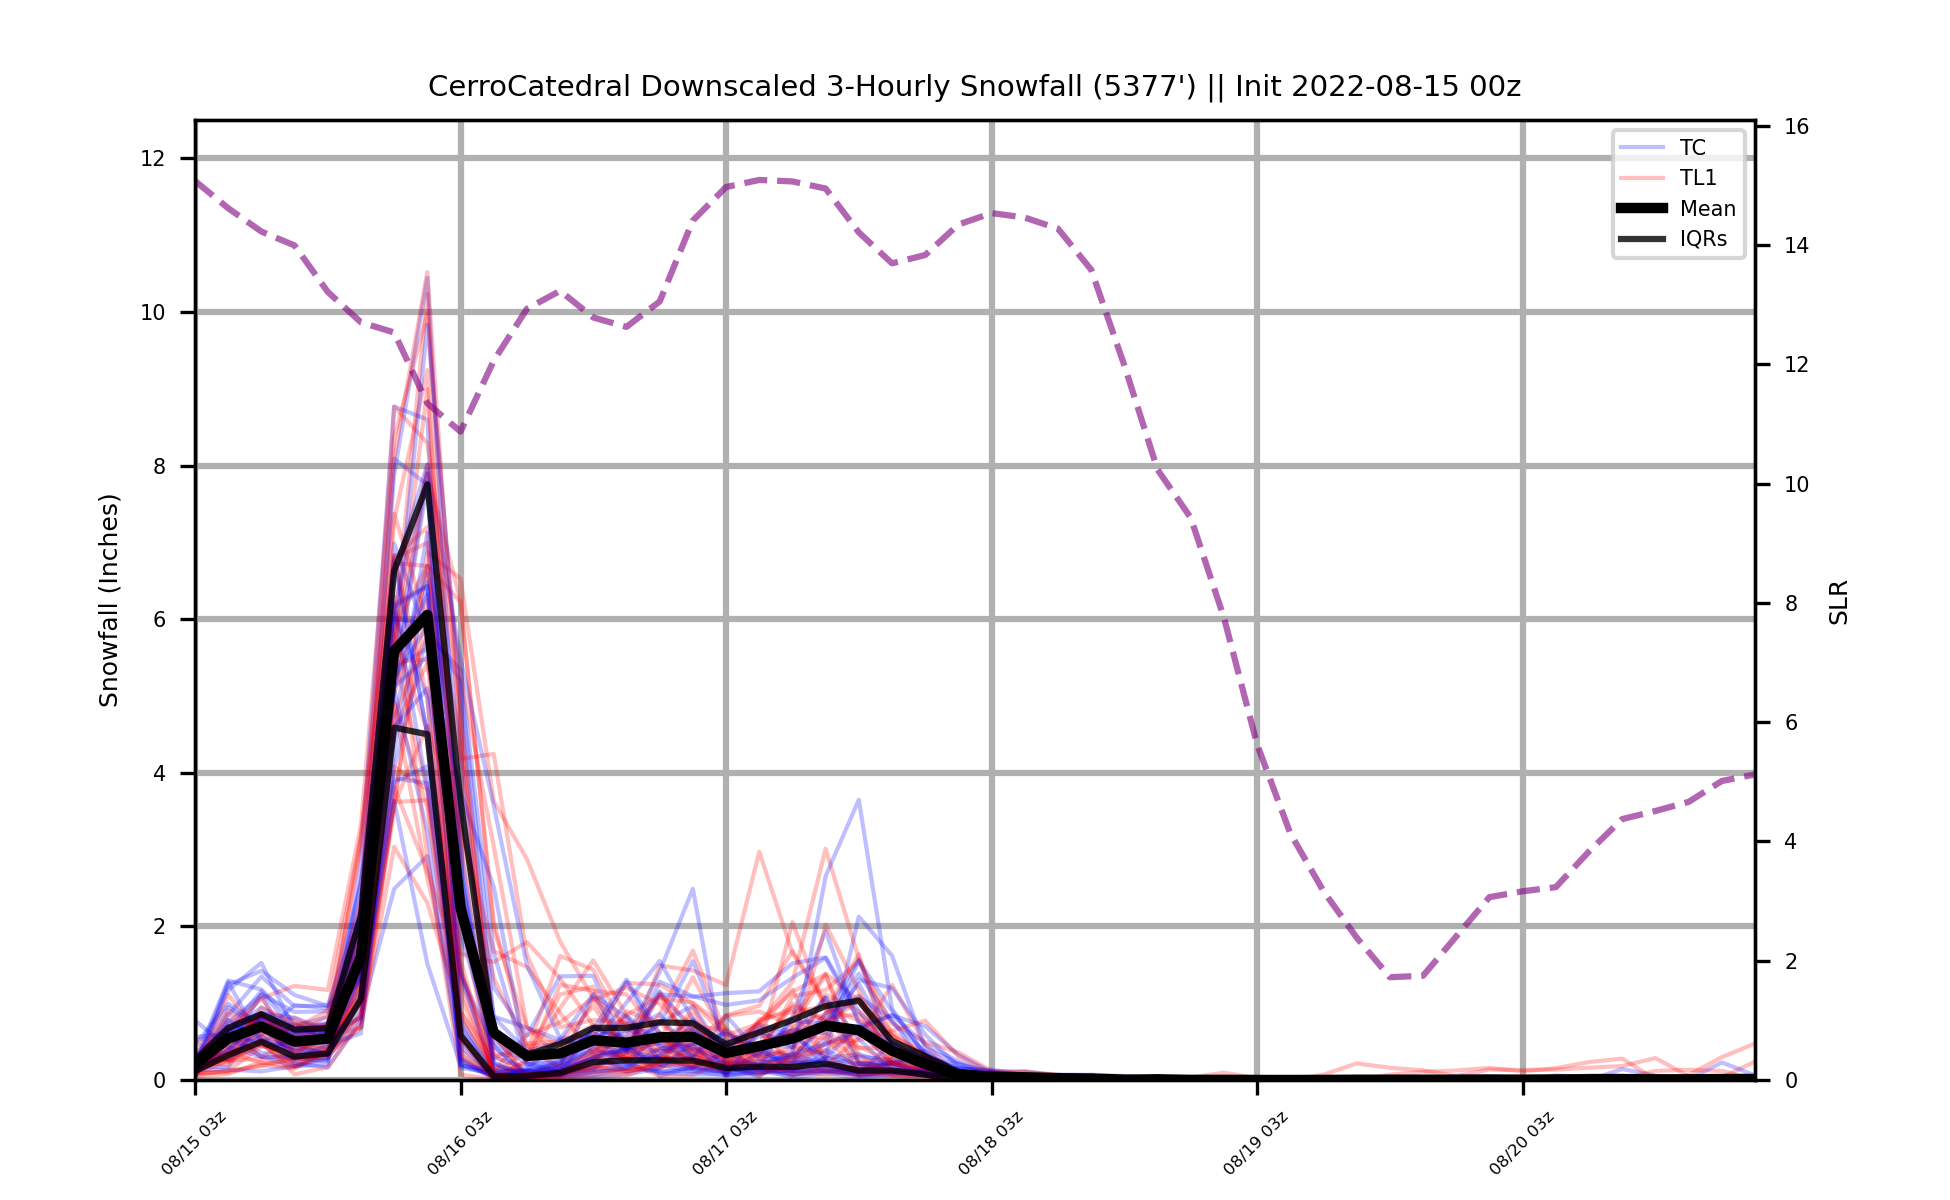 CerroCatedral Downscaled 3-Hourly Snowfall (5377') || Init 2022-08-15 00z
TC
TL1
Mean
IQRs
Snowfall (Inches)
12
10
8
6
4
2
0
16
14
12
10
8
6
4
2
0
SLR
08/15 03z
08/16 03z
08/17 03z
08/18 03z
08/19 03z
08/20 03z